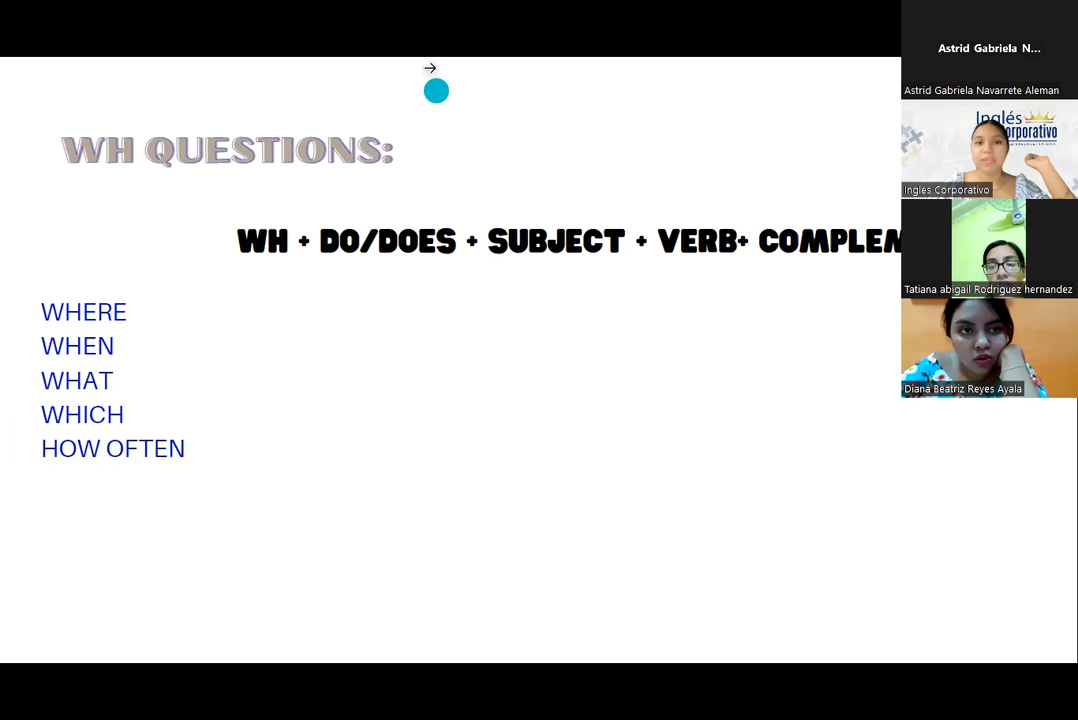 WH QUESTIONS:
WH + DO/DOES + SUBJECT + VERB+
WHERE
WHEN
WHAT
WHICH
HOW OFTEN
Astrid Gabriela N...
Astrid Gabriela Navarrete Aleman
Inglés
Corporativo
Ingles Corporativo
Tatiana abigail Rodriguez hernandez
Diana Beatriz Reyes Ayala